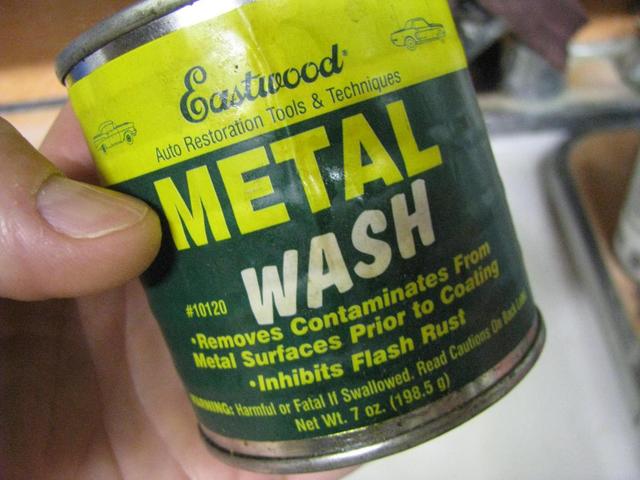 Eastwood®
Auto Restoration Tools & Techniques
METAL
WASH
#10120
•Removes Contaminates From
Metal Surfaces Prior to Coating
•Inhibits Flash Rust
WARNING: Harmful or Fatal If Swallowed. Read Cautions On Back Label
Net Wt. 7 oz. (198.5 g)